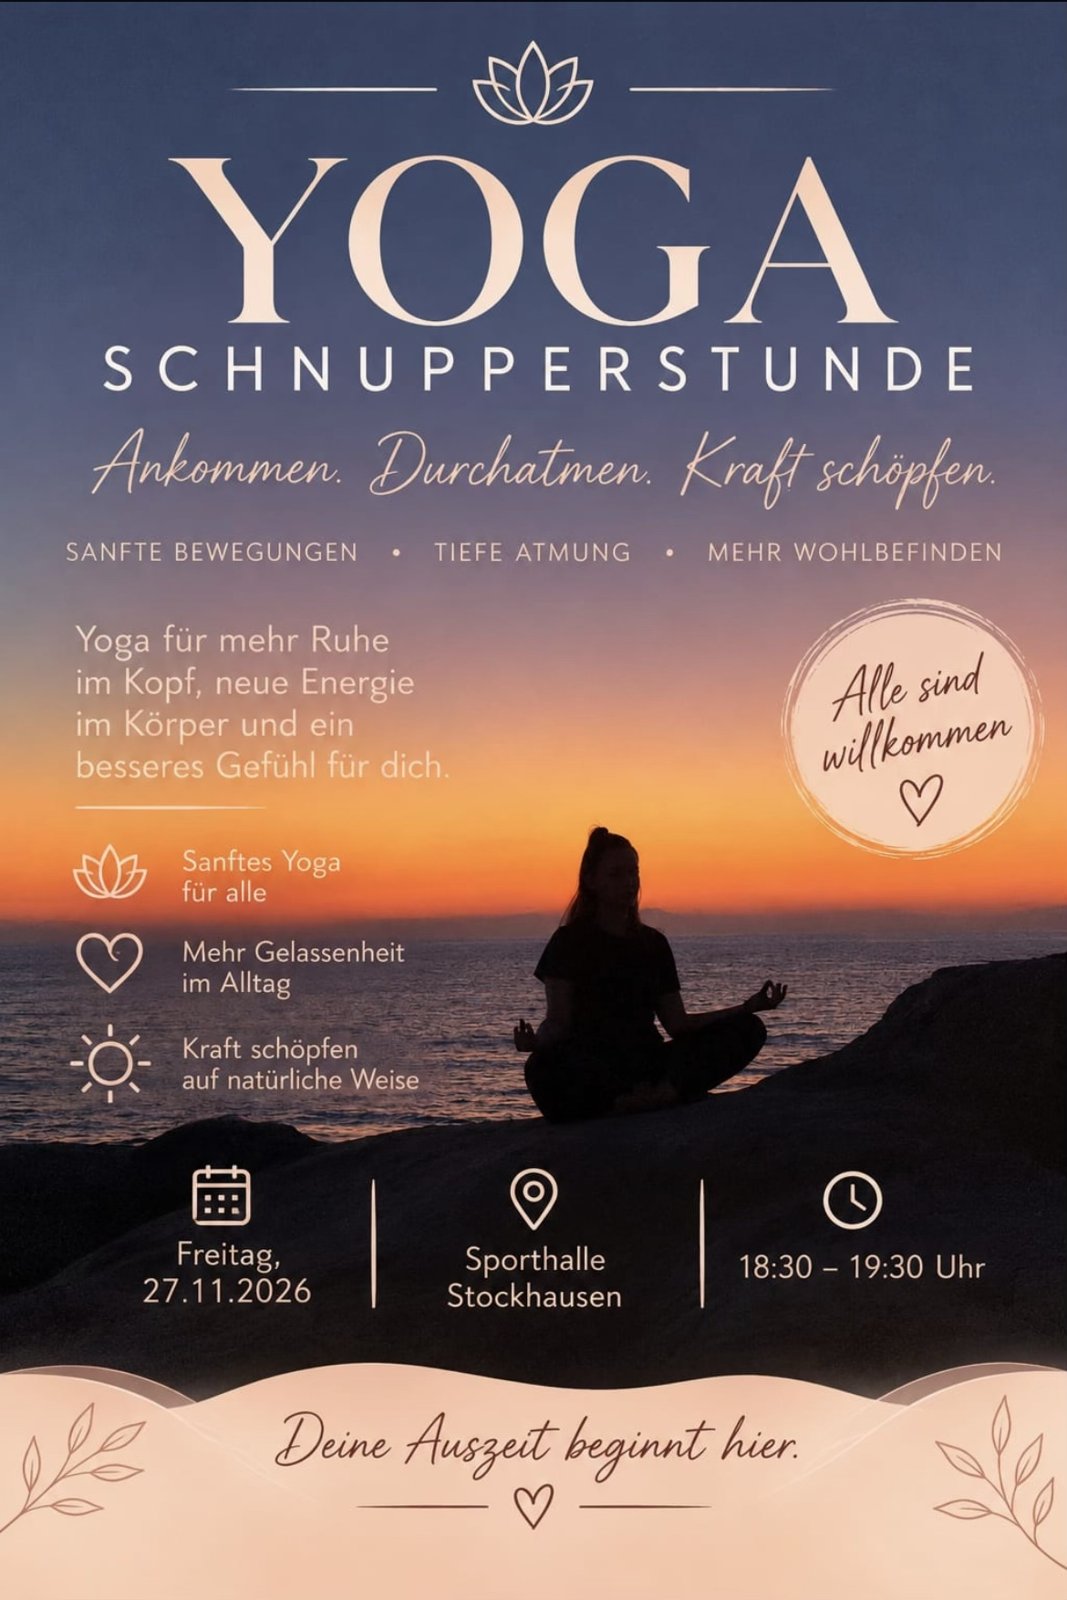 YOGA
SCHNUPPERSTUNDE
Ankommen. Durchatmen. Kraft schöpfen.
SANFTE BEWEGUNGEN • TIEFE ATMUNG • MEHR WOHLBEFINDEN
Yoga für mehr Ruhe
im Kopf, neue Energie
im Körper und ein
besseres Gefühl für dich.
Alle sind
willkommen
Sanftes Yoga
für alle
Mehr Gelassenheit
im Alltag
Kraft schöpfen
auf natürliche Weise
Freitag,
27.11.2026
Sporthalle
Stockhausen
18:30 – 19:30 Uhr
Deine Auszeit beginnt hier.